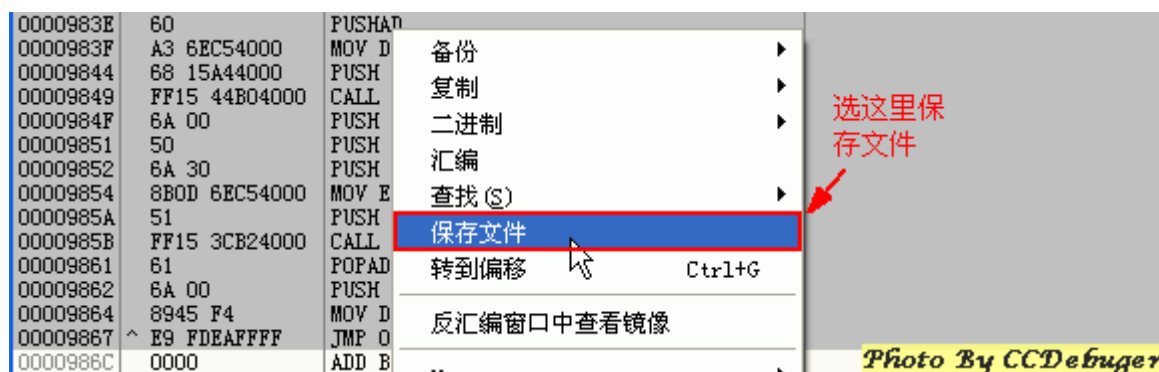 0000983E 60 PUSHAD
0000983F A3 6EC54000 MOV D
00009844 68 15A44000 PUSH
00009849 FF15 44B04000 CALL
0000984F 6A 00 PUSH
00009851 50 PUSH
00009852 6A 30 PUSH
00009854 8B0D 6EC54000 MOV E
0000985A 51 PUSH
0000985B FF15 3CB24000 CALL
00009861 61 POPAD
00009862 6A 00 PUSH
00009864 8945 F4 MOV D
00009867 ^ E9 FDEAFFFF JMP 0
0000986C 0000 ADD B
备份
复制
二进制
汇编
查找(S)
保存文件
转到偏移 Ctrl+G
反汇编窗口中查看镜像
选这里保
存文件
Photo By CCDebuger